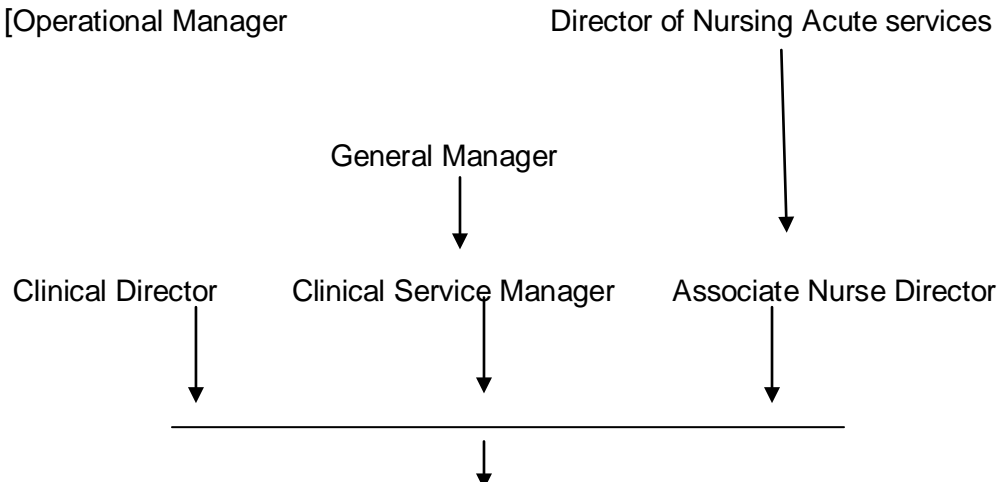 [Operational Manager Director of Nursing Acute services
General Manager
Clinical Director Clinical Service Manager Associate Nurse Director